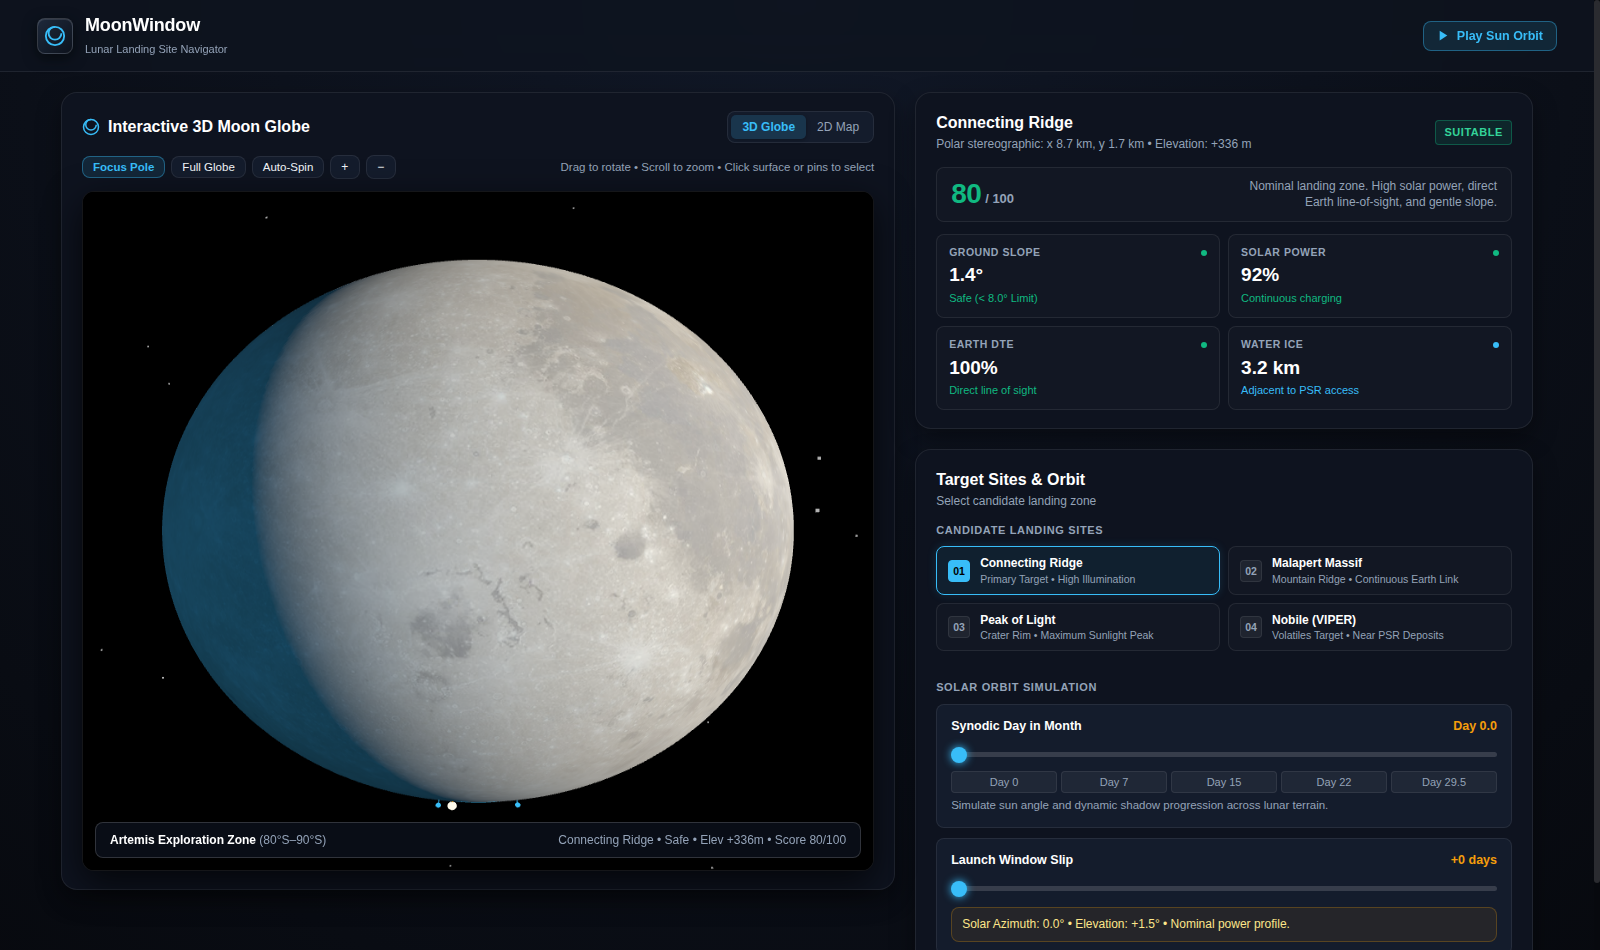 MoonWindow
Lunar Landing Site Navigator
Play Sun Orbit
Interactive 3D Moon Globe
3D Globe
2D Map
Focus Pole
Full Globe
Auto-Spin
+
−
Drag to rotate • Scroll to zoom • Click surface or pins to select
Artemis Exploration Zone (80°S–90°S)
Connecting Ridge • Safe • Elev +336m • Score 80/100
Connecting Ridge
Polar stereographic: x 8.7 km, y 1.7 km • Elevation: +336 m
SUITABLE
80 / 100
Nominal landing zone. High solar power, direct
Earth line-of-sight, and gentle slope.
GROUND SLOPE
1.4°
Safe (< 8.0° Limit)
SOLAR POWER
92%
Continuous charging
EARTH DTE
100%
Direct line of sight
WATER ICE
3.2 km
Adjacent to PSR access
Target Sites & Orbit
Select candidate landing zone
CANDIDATE LANDING SITES
01
Connecting Ridge
Primary Target • High Illumination
02
Malapert Massif
Mountain Ridge • Continuous Earth Link
03
Peak of Light
Crater Rim • Maximum Sunlight Peak
04
Nobile (VIPER)
Volatiles Target • Near PSR Deposits
SOLAR ORBIT SIMULATION
Synodic Day in Month
Day 0.0
Day 0
Day 7
Day 15
Day 22
Day 29.5
Simulate sun angle and dynamic shadow progression across lunar terrain.
Launch Window Slip
+0 days
Solar Azimuth: 0.0° • Elevation: +1.5° • Nominal power profile.